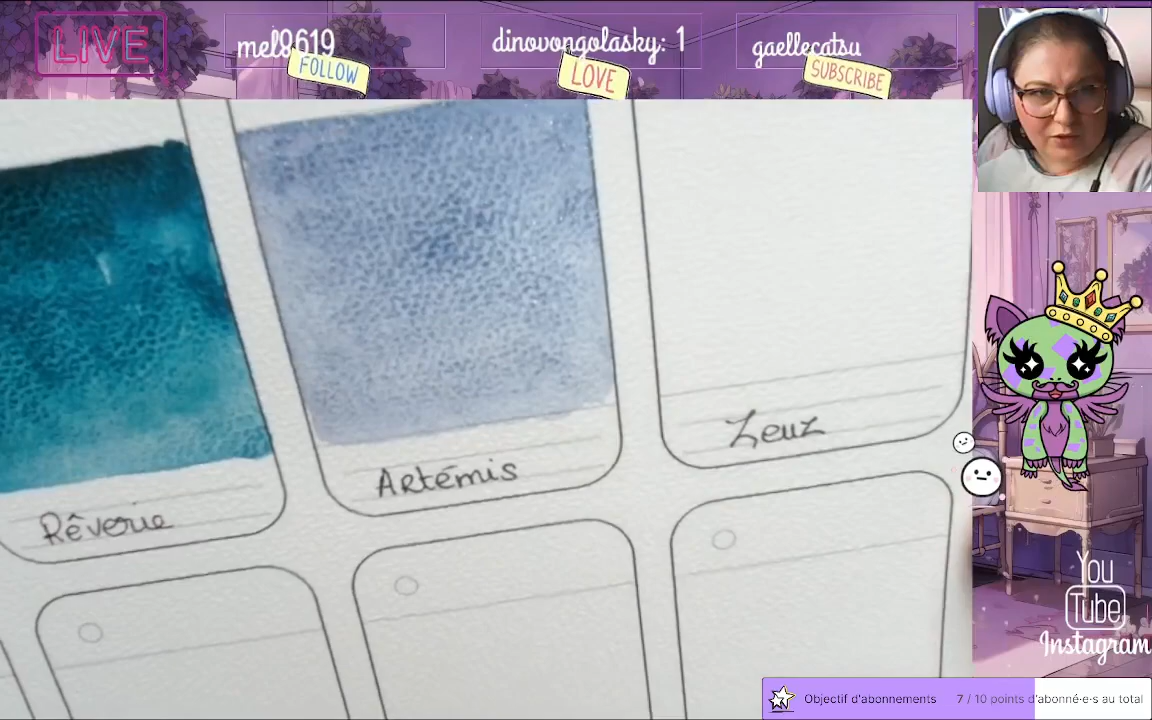 LIVE
mel9619
FOLLOW
dinovongolasky: 1
LOVE
gaellecatsu
SUBSCRIBE
Rêverie
Artémis
Zeuz
You
Tube
Instagram
Objectif d'abonnements 7 / 10 points d'abonné·e·s au total